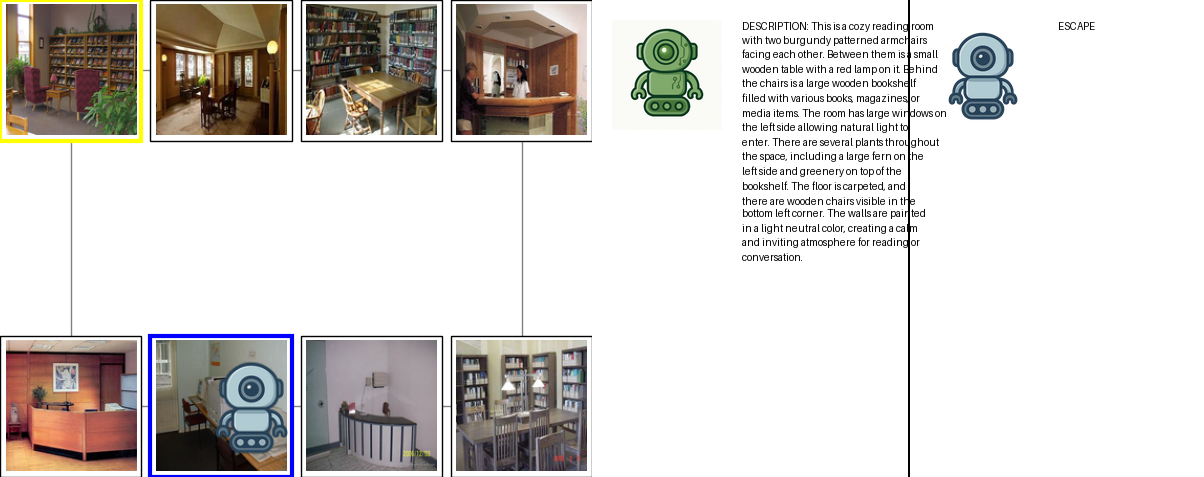 DESCRIPTION: This is a cozy reading room
with two burgundy patterned armchairs
facing each other. Between them is a small
wooden table with a red lamp on it. Behind
the chairs is a large wooden bookshelf
filled with various books, magazines, or
media items. The room has large windows on
the left side allowing natural light to
enter. There are several plants throughout
the space, including a large fern on the
left side and greenery on top of the
bookshelf. The floor is carpeted, and
there are wooden chairs visible in the
bottom left corner. The walls are painted
in a light neutral color, creating a calm
and inviting atmosphere for reading or
conversation.
ESCAPE